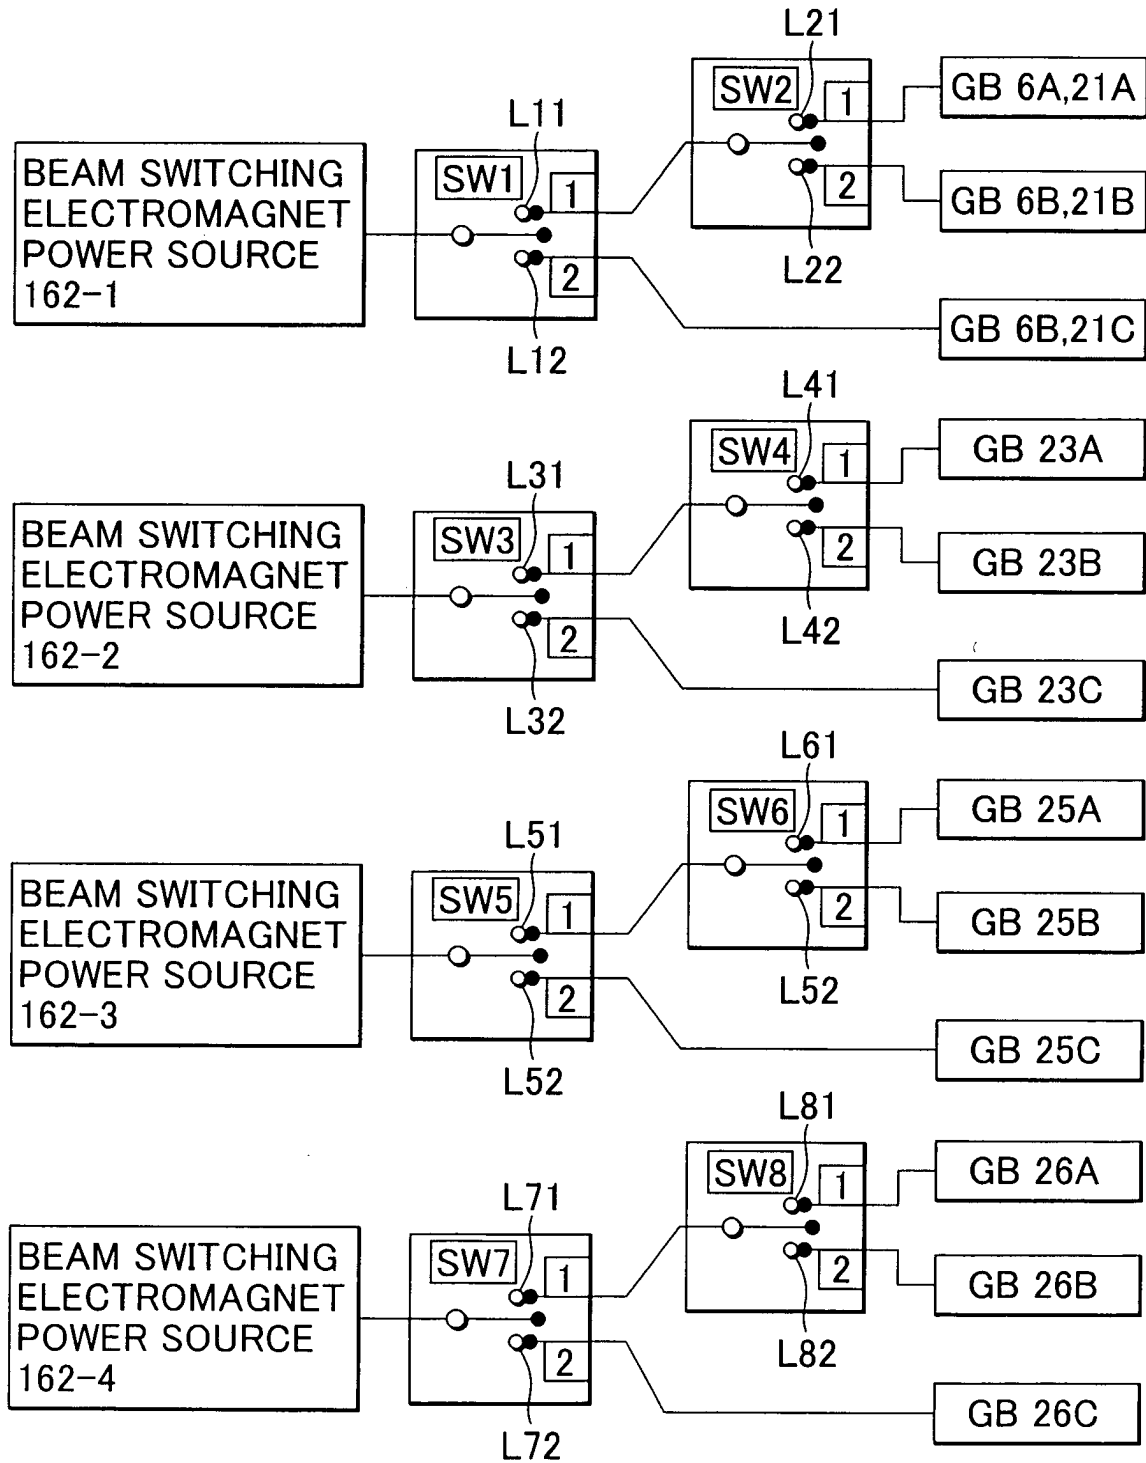 L21
SW2
1
GB 6A,21A
L11
BEAM SWITCHING
ELECTROMAGNET
POWER SOURCE
162-1
SW1
1
2
GB 6B,21B
L22
2
GB 6B,21C
L12
L41
SW4
1
GB 23A
L31
BEAM SWITCHING
ELECTROMAGNET
POWER SOURCE
162-2
SW3
1
2
GB 23B
L42
2
GB 23C
L32
L61
SW6
1
GB 25A
L51
BEAM SWITCHING
ELECTROMAGNET
POWER SOURCE
162-3
SW5
1
2
GB 25B
L52
2
GB 25C
L52
L81
SW8
1
GB 26A
L71
BEAM SWITCHING
ELECTROMAGNET
POWER SOURCE
162-4
SW7
1
2
GB 26B
L82
2
GB 26C
L72